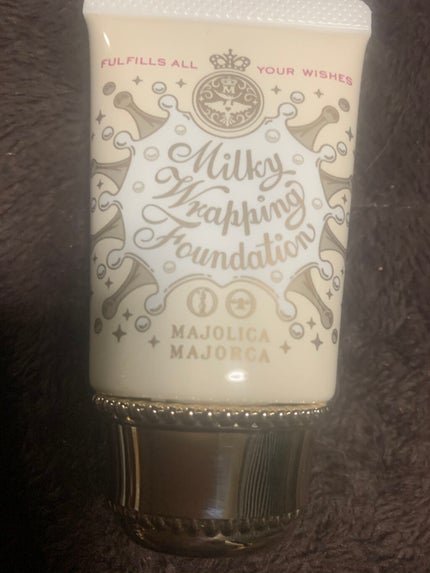 FULFILLS ALL YOUR WISHES
M
Milky
Wrapping
Foundation
MAJOLICA
MAJORCA